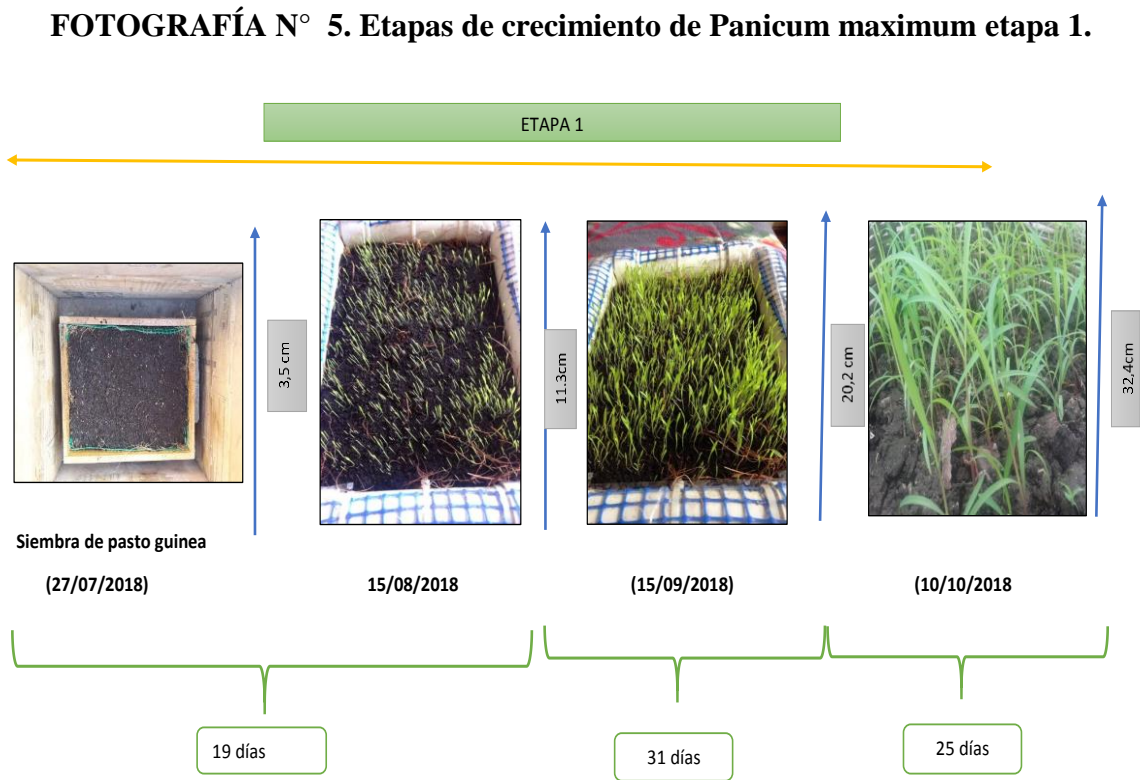 FOTOGRAFÍA N° 5. Etapas de crecimiento de Panicum maximum etapa 1.
ETAPA 1
3,5 cm
11.3cm
20,2 cm
32,4cm
Siembra de pasto guinea
(27/07/2018)
15/08/2018
(15/09/2018)
(10/10/2018
19 días
31 días
25 días